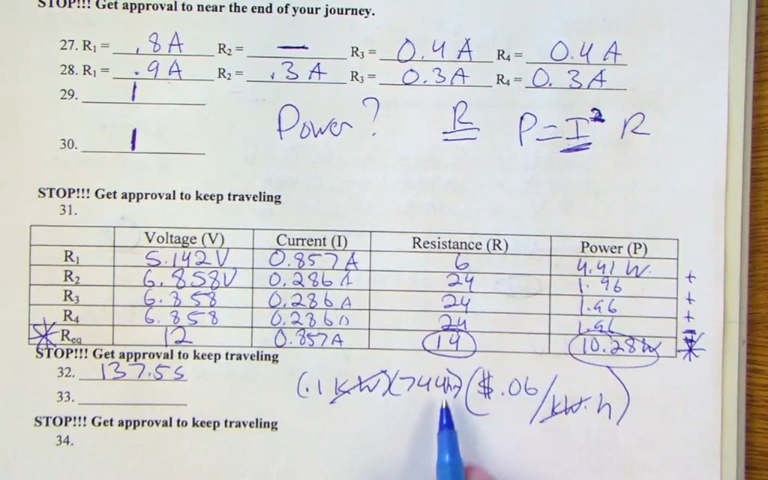 STOP!!! Get approval to near the end of your journey.
27. R1 = .8A R2 = — R3 = 0.4 A R4 = 0.4 A
28. R1 = .9 A R2 = .3 A R3 = 0.3A R4 = 0.3A
29. 1
Power? R P=I² R
30. 1
STOP!!! Get approval to keep traveling
31.
Voltage (V) Current (I) Resistance (R) Power (P)
R1 5.142V 0.857A 6 4.41 W
R2 6.858V 0.286 A 24 1.96 +
R3 6.858 0.286A 24 1.96 +
R4 6.858 0.286A 24 1.96 +
* Req 12 0.857A 14 10.28W *
STOP!!! Get approval to keep traveling
32. 137.5s
(.1 kW)(744h)($.06/kW·h)
33.
STOP!!! Get approval to keep traveling
34.